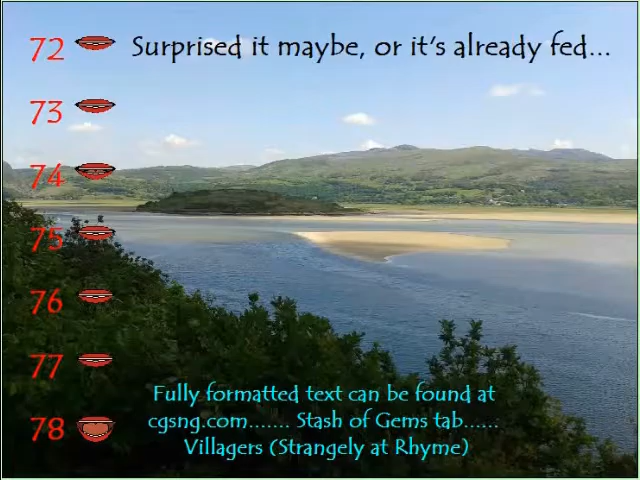 72 Surprised it maybe, or it's already fed...
73
74
75
76
77
78
Fully formatted text can be found at
cgsng.com....... Stash of Gems tab......
Villagers (Strangely at Rhyme)